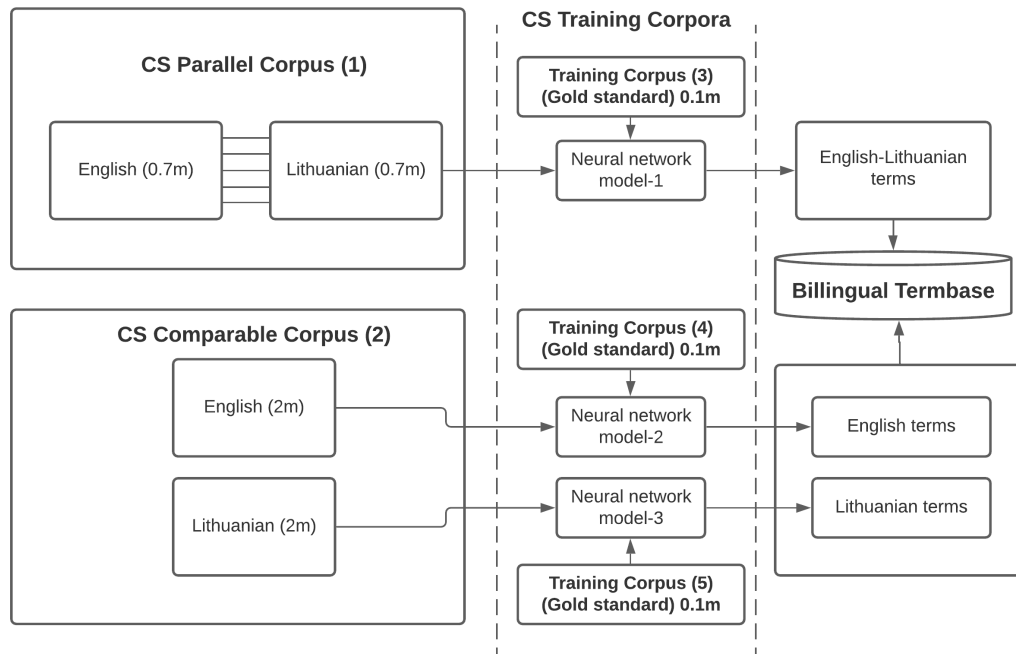 CS Training Corpora
CS Parallel Corpus (1)
English (0.7m)
Lithuanian (0.7m)
Training Corpus (3)
(Gold standard) 0.1m
Neural network
model-1
English-Lithuanian
terms
Billingual Termbase
CS Comparable Corpus (2)
English (2m)
Lithuanian (2m)
Training Corpus (4)
(Gold standard) 0.1m
Neural network
model-2
Neural network
model-3
Training Corpus (5)
(Gold standard) 0.1m
English terms
Lithuanian terms